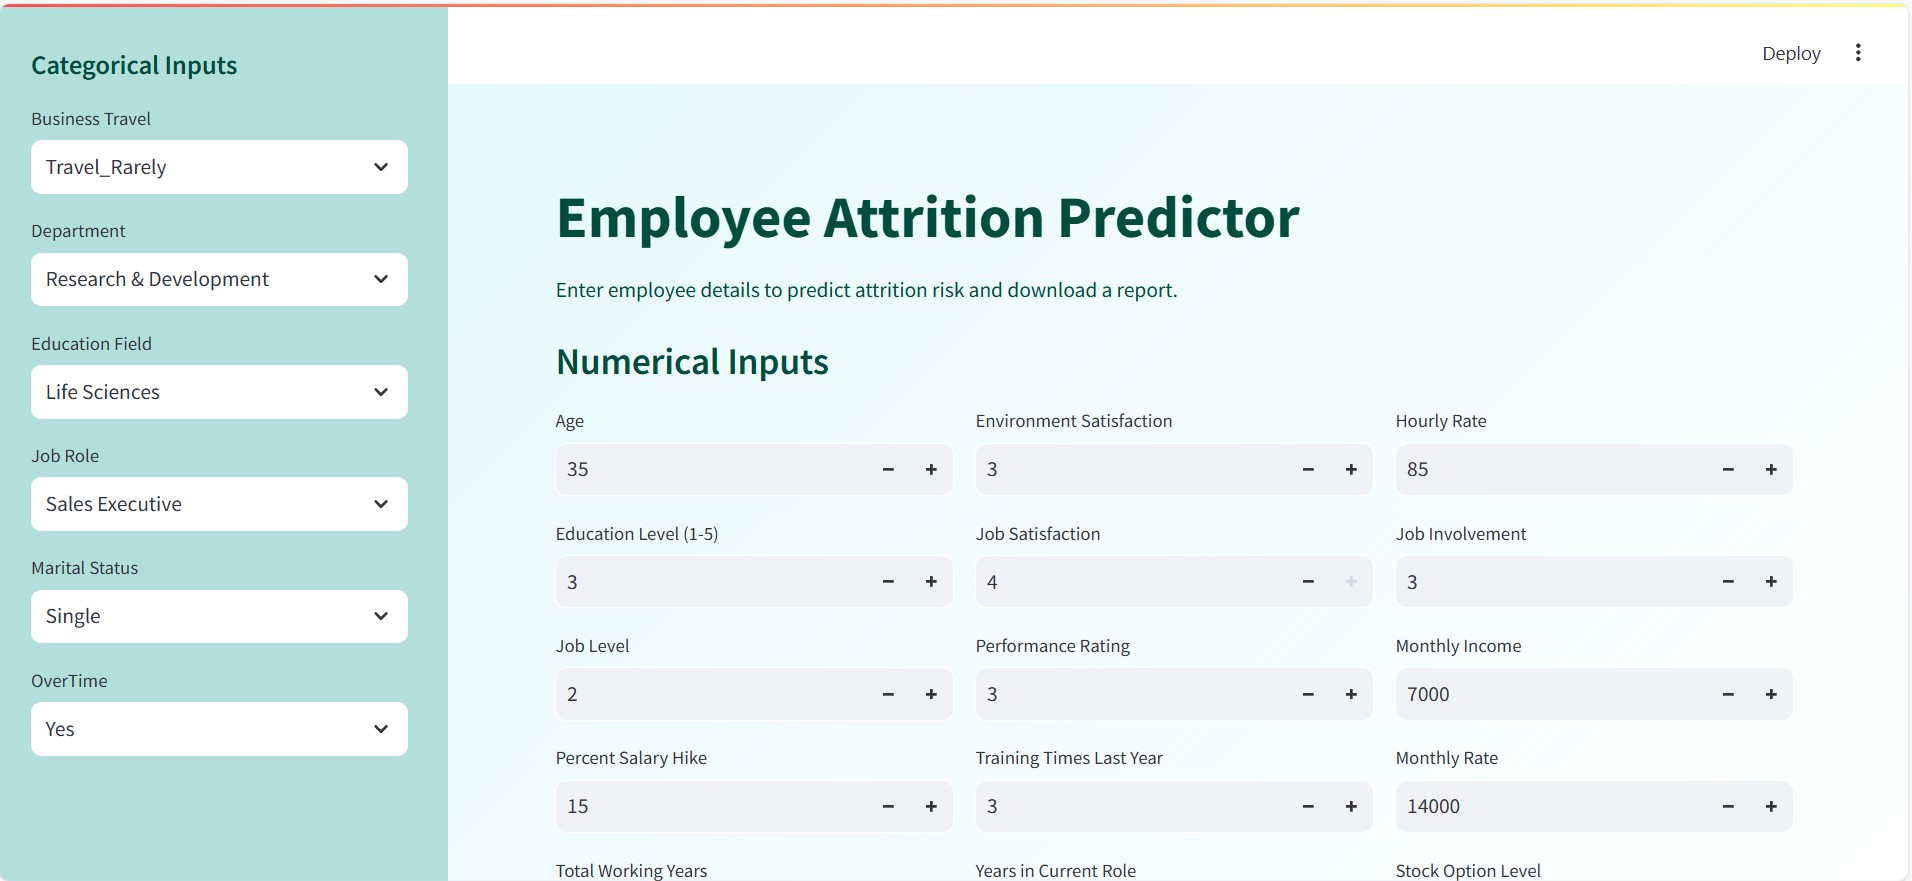 Categorical Inputs
Business Travel
Travel_Rarely
Department
Research & Development
Education Field
Life Sciences
Job Role
Sales Executive
Marital Status
Single
OverTime
Yes
Deploy
Employee Attrition Predictor
Enter employee details to predict attrition risk and download a report.
Numerical Inputs
Age Environment Satisfaction Hourly Rate
35 3 85
Education Level (1-5) Job Satisfaction Job Involvement
3 4 3
Job Level Performance Rating Monthly Income
2 3 7000
Percent Salary Hike Training Times Last Year Monthly Rate
15 3 14000
Total Working Years Years in Current Role Stock Option Level